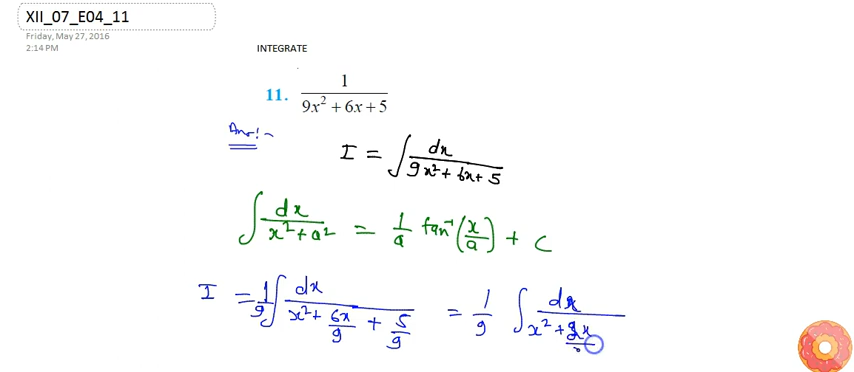 XII_07_E04_11
Friday, May 27, 2016
2:14 PM
INTEGRATE
11. 1/(9x² + 6x + 5)
Ans:-
I = ∫ dx/(9x² + 6x + 5)
∫ dx/(x² + a²) = 1/a tan⁻¹(x/a) + C
I = 1/9 ∫ dx/(x² + 6x/9 + 5/9) = 1/9 ∫ dx/(x² + 2x/